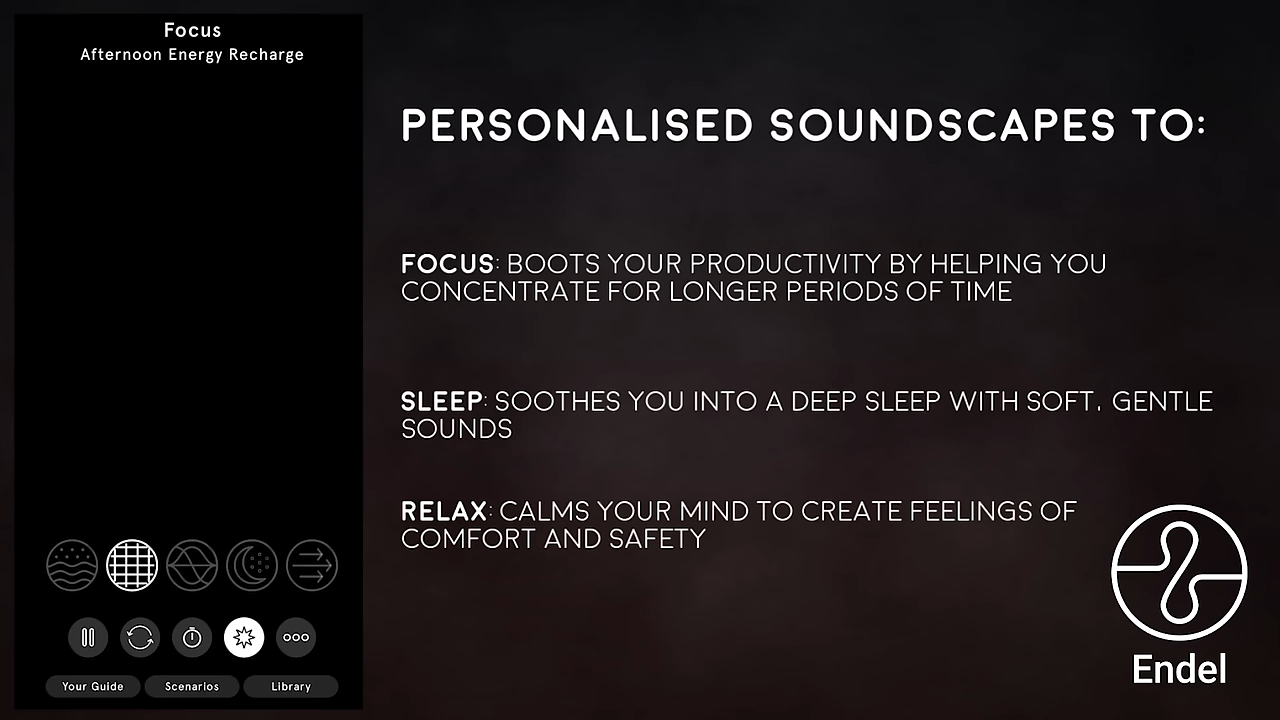 Focus
Afternoon Energy Recharge
PERSONALISED SOUNDSCAPES TO:
FOCUS: BOOTS YOUR PRODUCTIVITY BY HELPING YOU
CONCENTRATE FOR LONGER PERIODS OF TIME
SLEEP: SOOTHES YOU INTO A DEEP SLEEP WITH SOFT, GENTLE
SOUNDS
RELAX: CALMS YOUR MIND TO CREATE FEELINGS OF
COMFORT AND SAFETY
Your Guide
Scenarios
Library
Endel